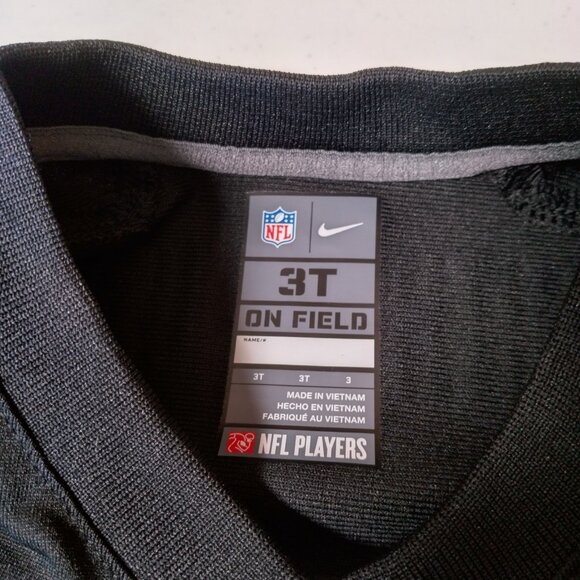 NFL
3T
ON FIELD
NAME/#
3T 3T 3
MADE IN VIETNAM
HECHO EN VIETNAM
FABRIQUÉ AU VIETNAM
NFL PLAYERS